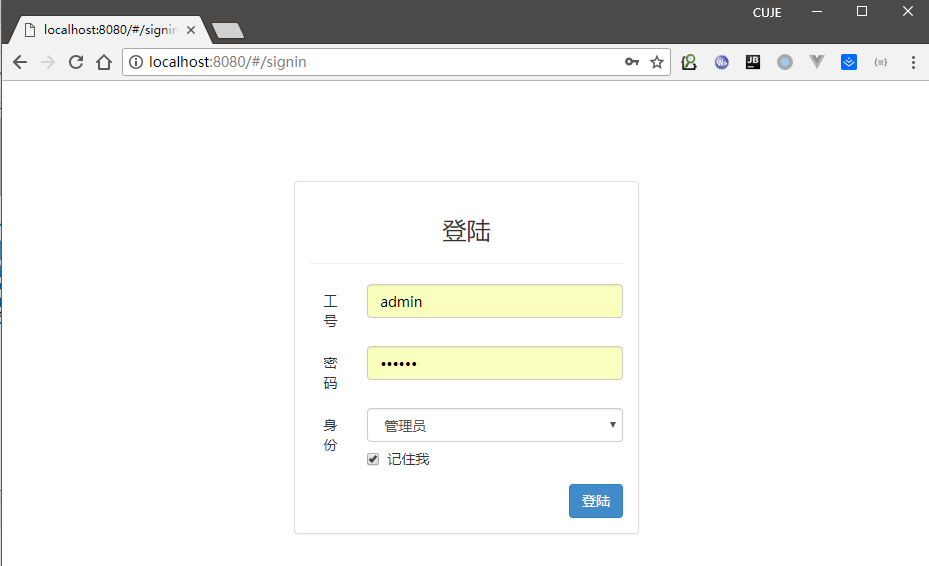 CUJE
localhost:8080/#/signin
localhost:8080/#/signin
Ws
JB
登陆
工号
admin
密码
••••••
身份
管理员
记住我
登陆